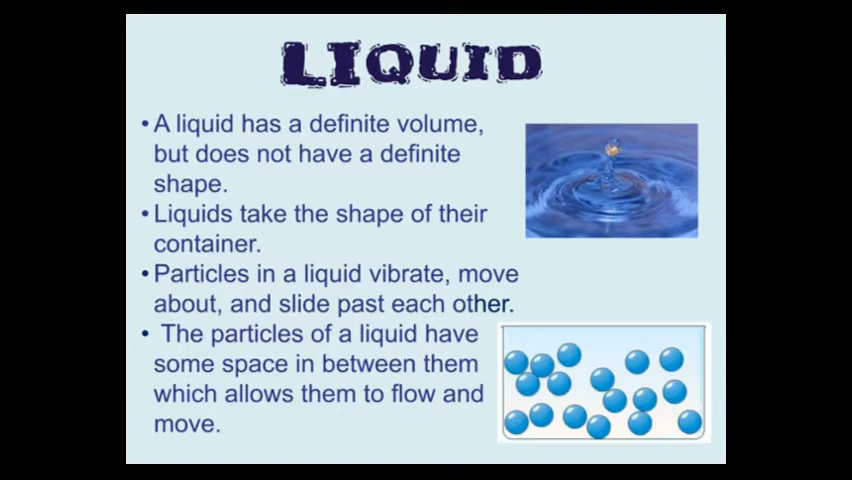 LIQUID
• A liquid has a definite volume,
but does not have a definite
shape.
• Liquids take the shape of their
container.
• Particles in a liquid vibrate, move
about, and slide past each other.
• The particles of a liquid have
some space in between them
which allows them to flow and
move.